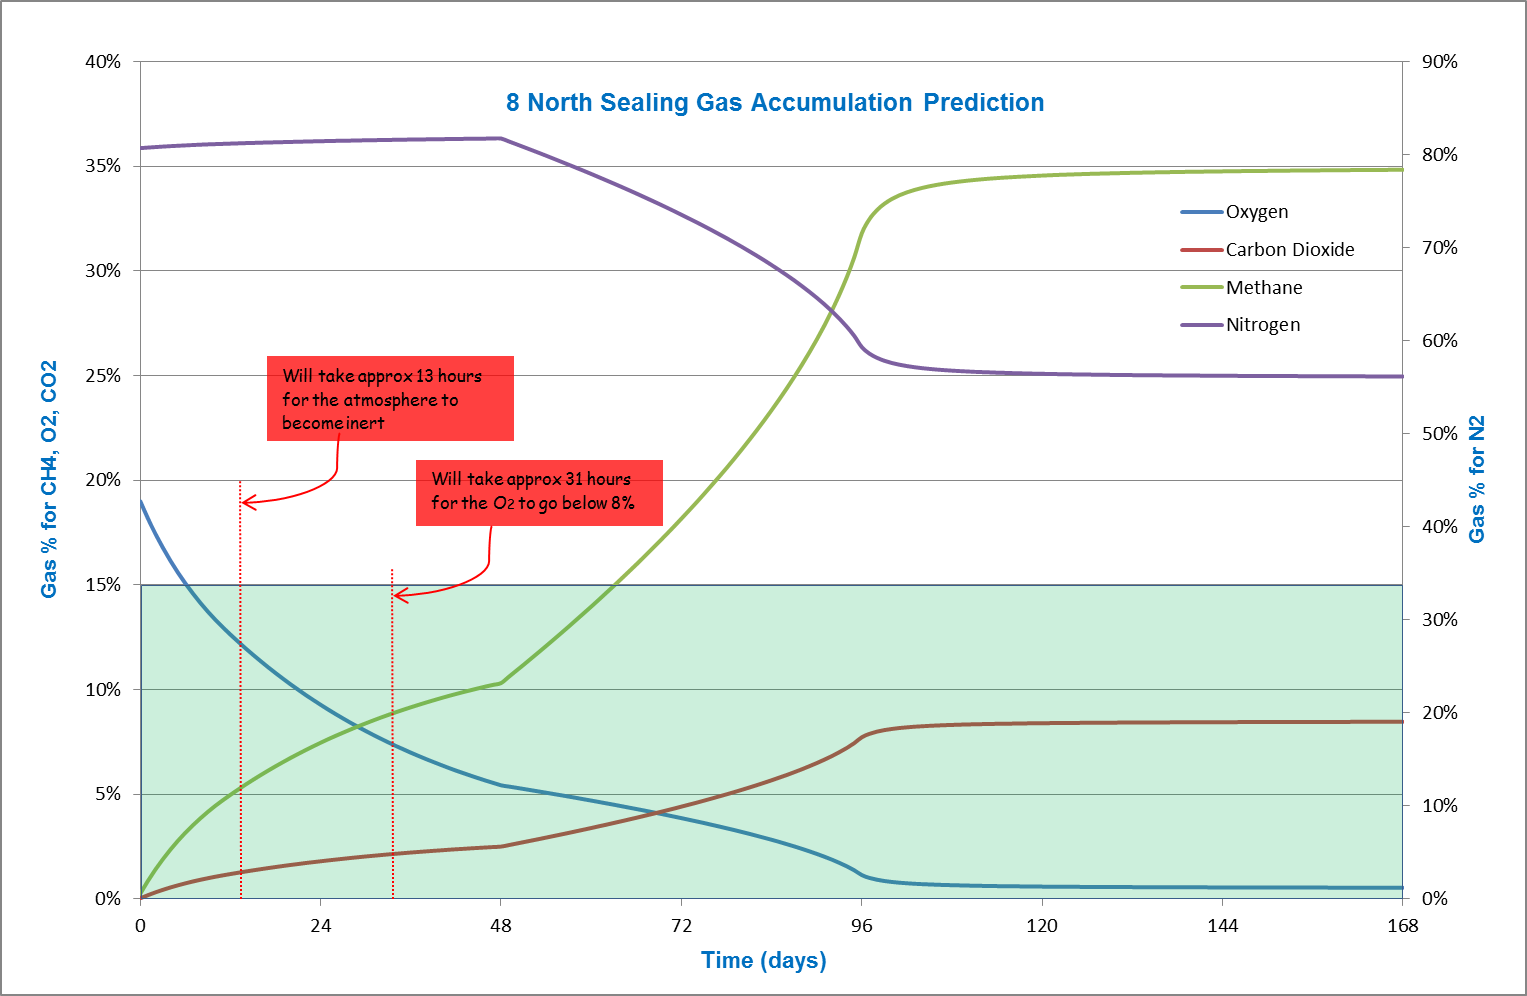 8 North Sealing Gas Accumulation Prediction
40%
35%
30%
25%
20%
15%
10%
5%
0%
Gas % for CH4, O2, CO2
90%
80%
70%
60%
50%
40%
30%
20%
10%
0%
Gas % for N2
Oxygen
Carbon Dioxide
Methane
Nitrogen
Will take approx 13 hours
for the atmosphere to
become inert
Will take approx 31 hours
for the O2 to go below 8%
0 24 48 72 96 120 144 168
Time (days)